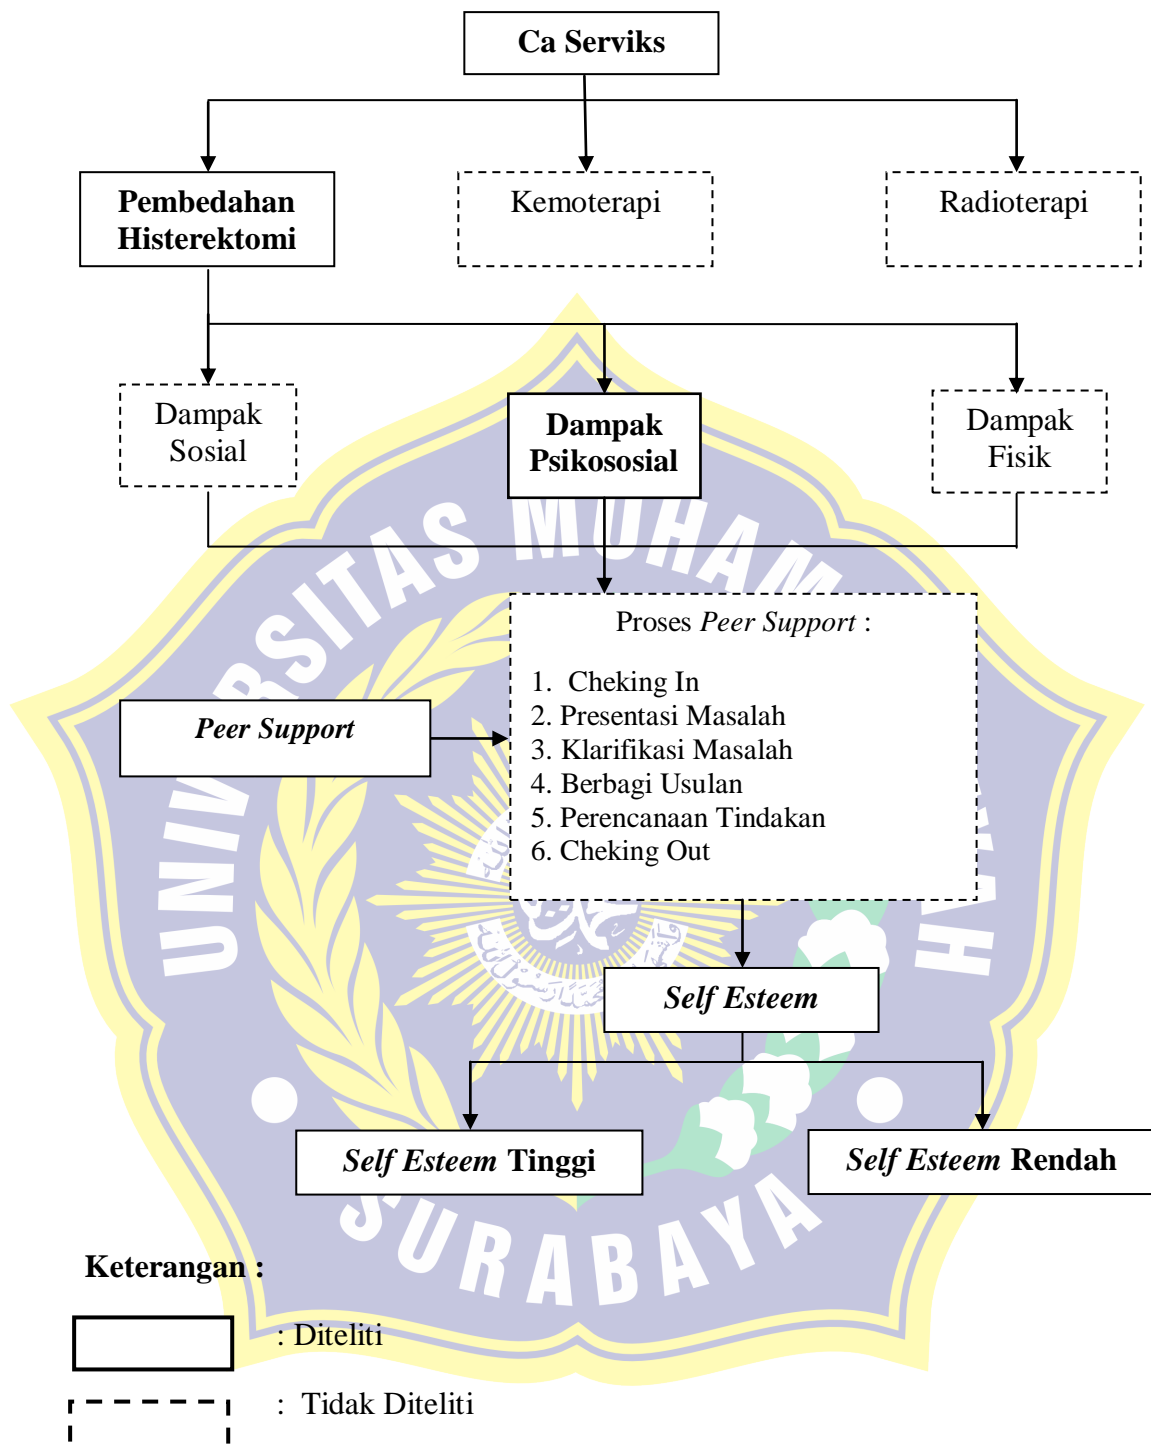 Ca Serviks
Pembedahan
Histerektomi
Kemoterapi
Radioterapi
Dampak
Sosial
Dampak
Psikososial
Dampak
Fisik
Proses Peer Support :
1. Cheking In
2. Presentasi Masalah
3. Klarifikasi Masalah
4. Berbagi Usulan
5. Perencanaan Tindakan
6. Cheking Out
Peer Support
Self Esteem
Self Esteem Tinggi
Self Esteem Rendah
SURABAYA
Keterangan :
: Diteliti
: Tidak Diteliti